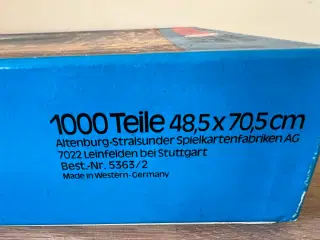 1000 Teile 48,5 x 70,5 cm
Altenburg-Stralsunder Spielkartenfabriken AG
7022 Leinfelden bei Stuttgart
Best.-Nr. 5363/2
Made in Western-Germany